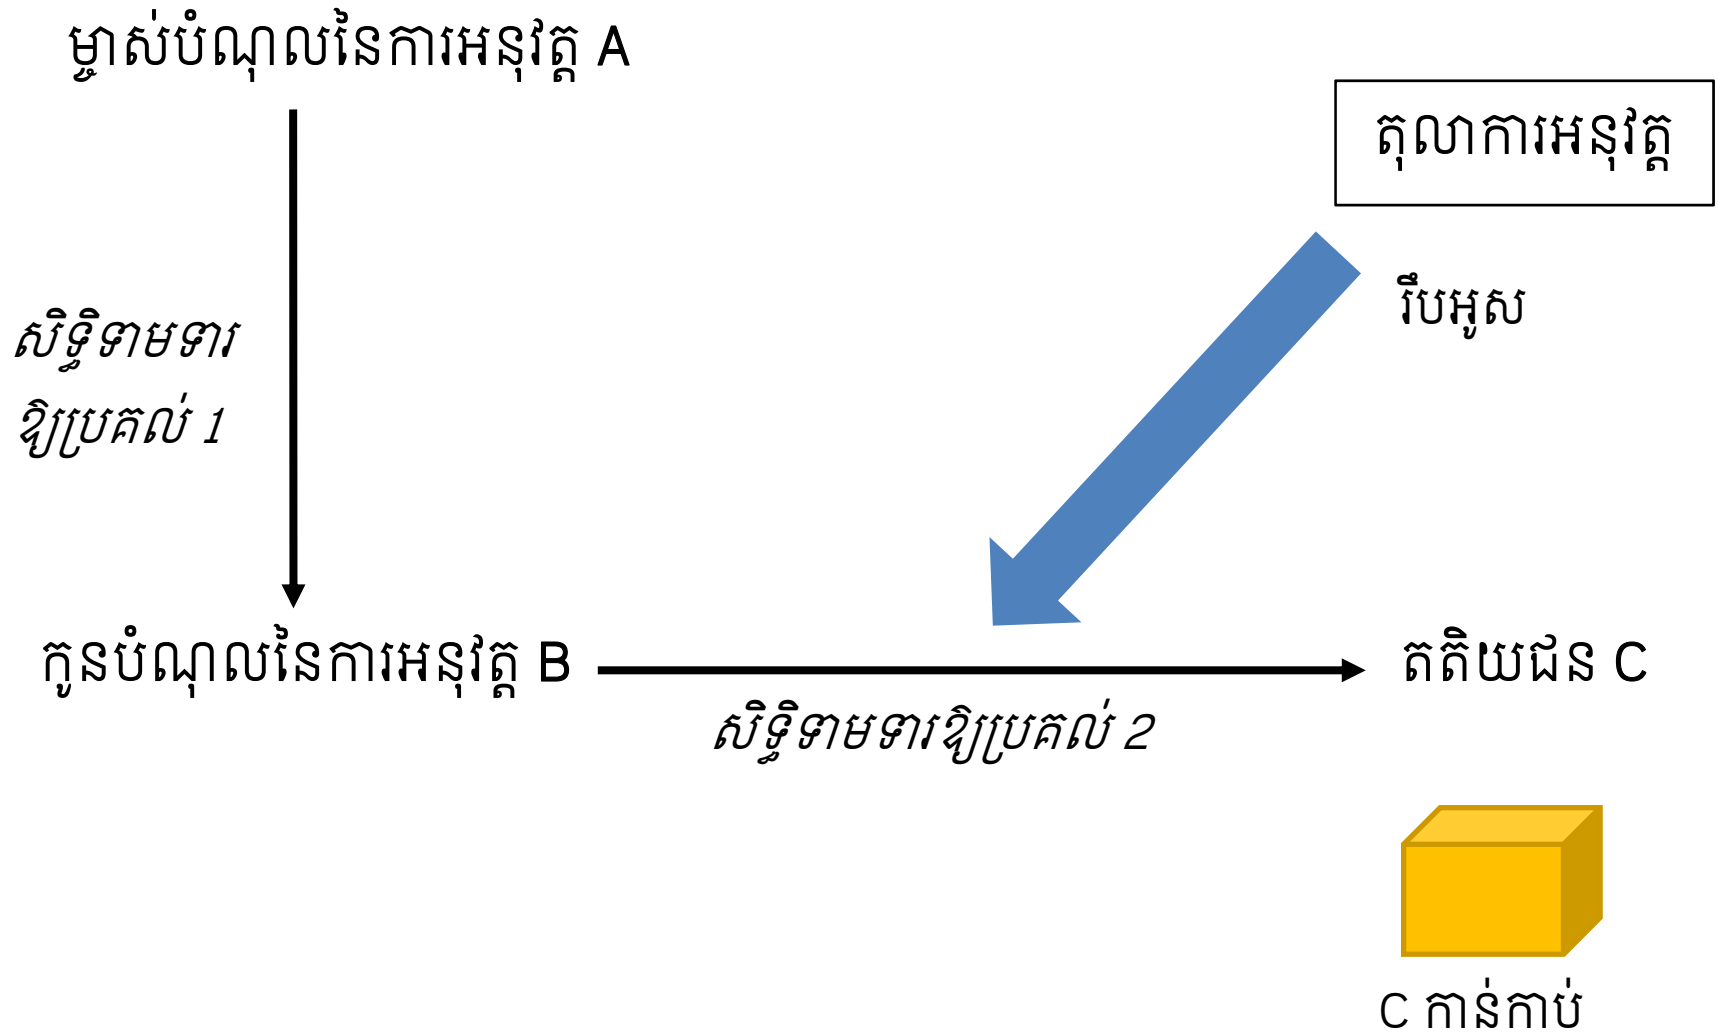 ម្ចាស់បំណុលនៃការអនុវត្ត A
តុលាការអនុវត្ត
រឹបអូស
សិទ្ធិទាមទារ
ឱ្យប្រគល់ 1
កូនបំណុលនៃការអនុវត្ត B
តតិយជន C
សិទ្ធិទាមទារឱ្យប្រគល់ 2
C កាន់កាប់